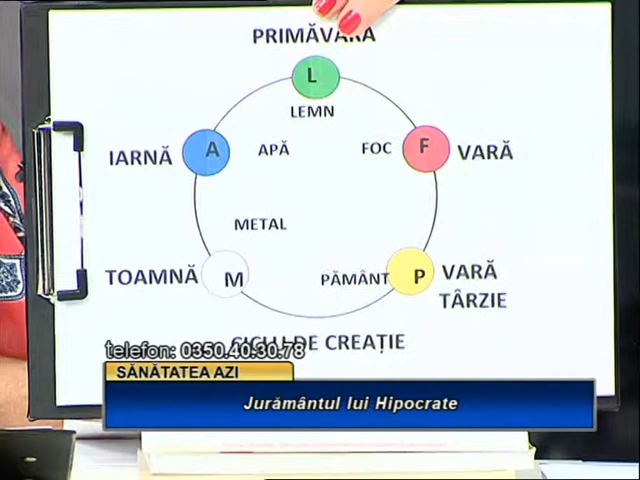 PRIMĂVARA
L
LEMN
IARNĂ
A
APĂ
FOC
F
VARĂ
METAL
TOAMNĂ
M
PĂMÂNT
P
VARĂ
TÂRZIE
CICLU DE CREAȚIE
telefon: 0350.40.30.78
SĂNĂTATEA AZI
Jurământul lui Hipocrate